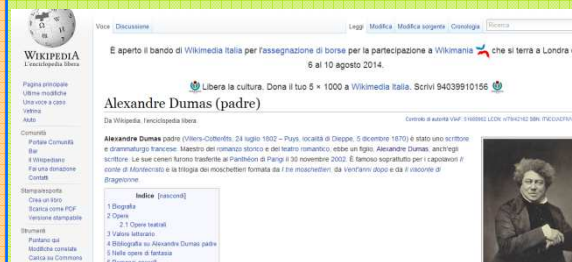 Voce Discussione Leggi Modifica Modifica sorgente Cronologia Ricerca
È aperto il bando di Wikimedia Italia per l'assegnazione di borse per la partecipazione a Wikimania che si terrà a Londra
6 al 10 agosto 2014.
Libera la cultura. Dona il tuo 5 × 1000 a Wikimedia Italia. Scrivi 94039910156
WIKIPEDIA
L'enciclopedia libera
Pagina principale
Ultime modifiche
Una voce a caso
Vetrina
Aiuto
Comunità
Portale Comunità
Bar
Il Wikipediano
Fai una donazione
Contatti
Stampa/esporta
Crea un libro
Scarica come PDF
Versione stampabile
Strumenti
Puntano qui
Modifiche correlate
Carica su Commons
Alexandre Dumas (padre)
Da Wikipedia, l'enciclopedia libera.
Controllo di autorità VIAF: LCCN: SBN:
Alexandre Dumas padre (Villers-Cotterêts, 24 luglio 1802 – Puys, località di Dieppe, 5 dicembre 1870) è stato uno scrittore
e drammaturgo francese. Maestro del romanzo storico e del teatro romantico, ebbe un figlio, Alexandre Dumas, anch'egli
scrittore. Le sue ceneri furono trasferite al Panthéon di Parigi il 30 novembre 2002. È famoso soprattutto per i capolavori Il
conte di Montecristo e la trilogia dei moschettieri formata da I tre moschettieri, da Vent'anni dopo e da Il visconte di
Bragelonne.
Indice [nascondi]
1 Biografia
2 Opere
2.1 Opere teatrali
3 Valore letterario
4 Bibliografia su Alexandre Dumas padre
5 Nelle opere di fantasia